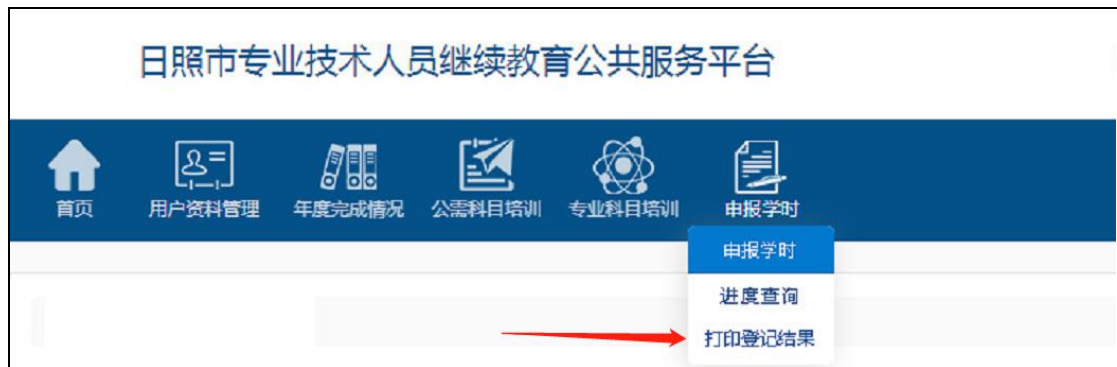 日照市专业技术人员继续教育公共服务平台
首页 用户资料管理 年度完成情况 公需科目培训 专业科目培训 申报学时
申报学时
进度查询
打印登记结果